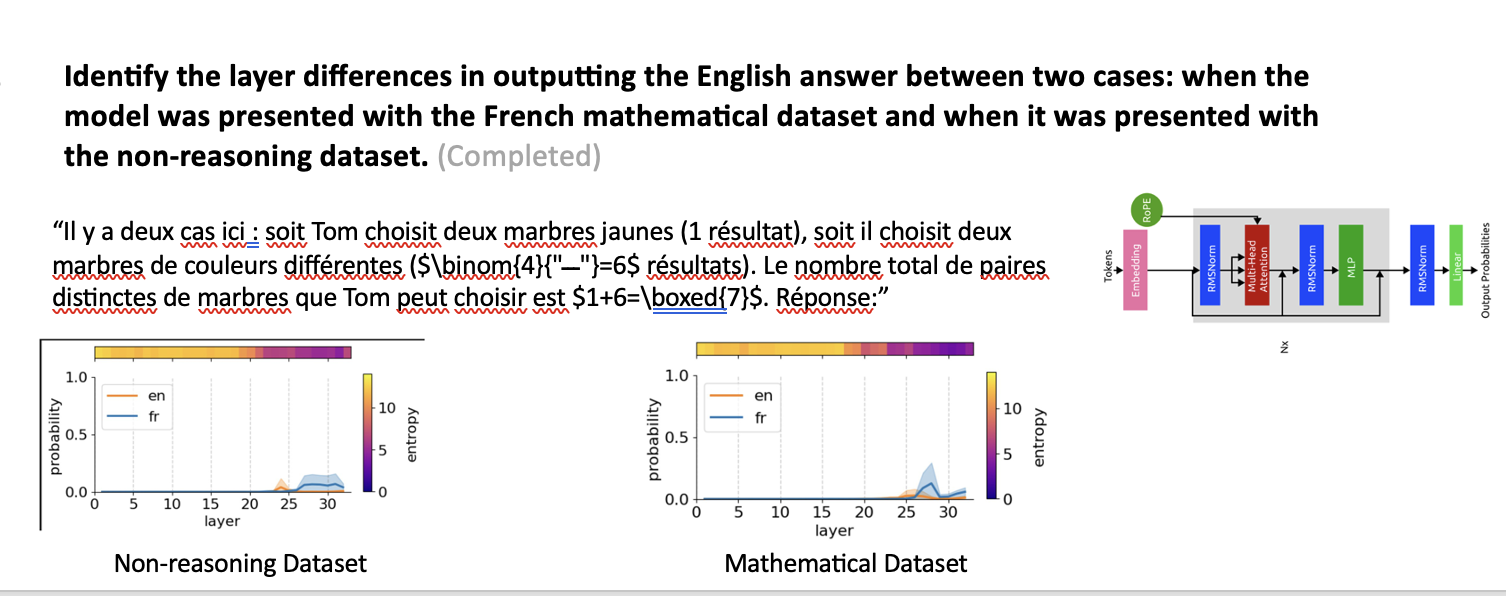 Identify the layer differences in outputting the English answer between two cases: when the
model was presented with the French mathematical dataset and when it was presented with
the non-reasoning dataset. (Completed)
“Il y a deux cas ici : soit Tom choisit deux marbres jaunes (1 résultat), soit il choisit deux
marbres de couleurs différentes ($\binom{4}{"—"}=6$ résultats). Le nombre total de paires
distinctes de marbres que Tom peut choisir est $1+6=\boxed{7}$. Réponse:”
Tokens
Embedding
RoPE
RMSNorm
Multi-Head
Attention
RMSNorm
MLP
RMSNorm
Linear
Output Probabilities
Nx
1.0
0.5
0.0
probability
en
fr
0 5 10 15 20 25 30
layer
10
5
0
entropy
Non-reasoning Dataset
1.0
0.5
0.0
probability
en
fr
0 5 10 15 20 25 30
layer
10
5
0
entropy
Mathematical Dataset